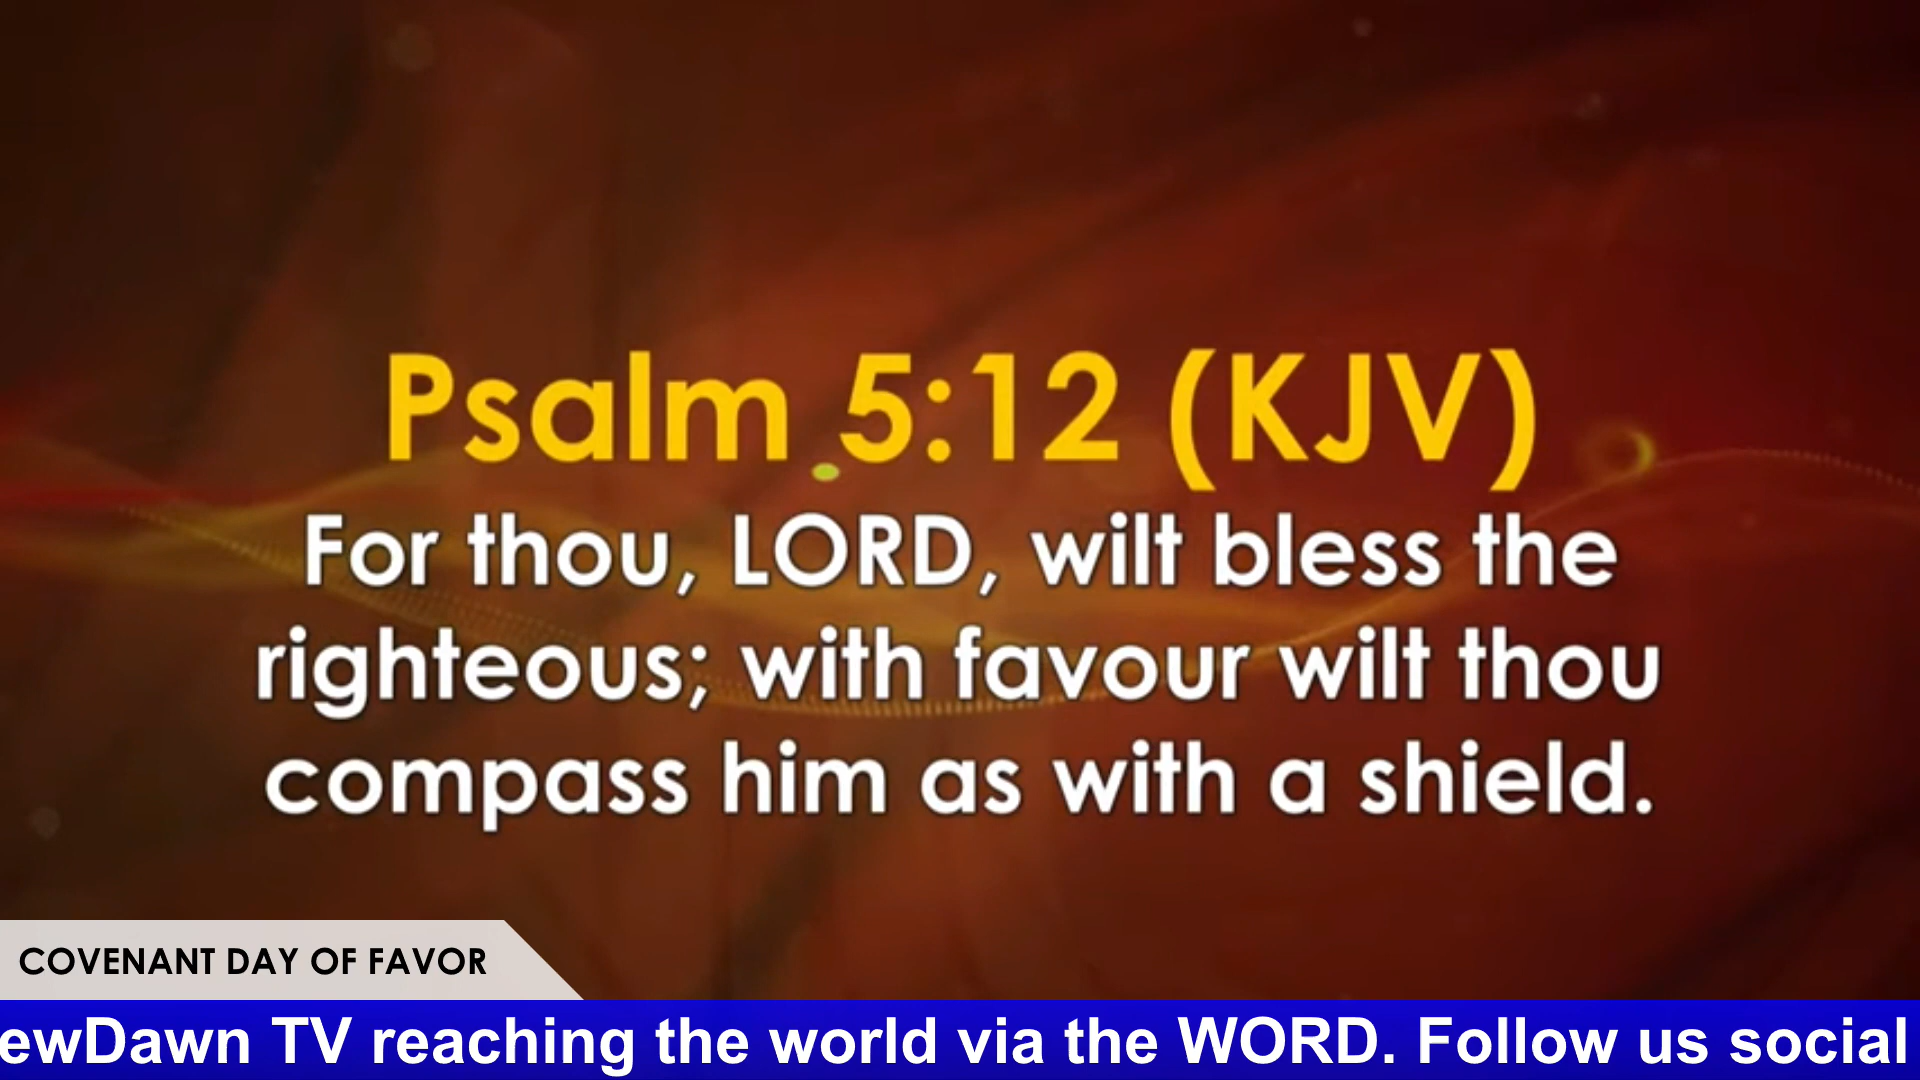 Psalm 5:12 (KJV)
For thou, LORD, wilt bless the
righteous; with favour wilt thou
compass him as with a shield.
COVENANT DAY OF FAVOR
ewDawn TV reaching the world via the WORD. Follow us social